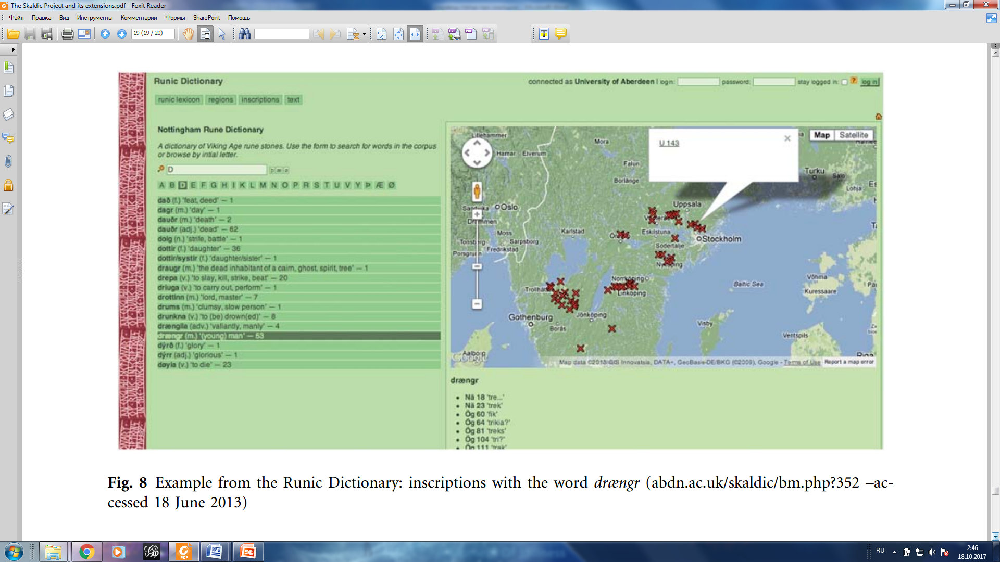 The Skaldic Project and its extensions.pdf - Foxit Reader
Файл Правка Вид Инструменты Комментарии Формы SharePoint Помощь
19 (19 / 20)
Runic Dictionary
connected as University of Aberdeen | login: password: stay logged in: ? log in
runic lexicon regions inscriptions text
Nottingham Rune Dictionary
A dictionary of Viking Age rune stones. Use the form to search for words in the corpus
or browse by intial letter.
D þ æ ø
A B D E F G H I K L M N O P R S T U V Y Þ Æ Ø
dað (f.) 'feat, deed' — 1
dagr (m.) 'day' — 1
dauðr (m.) 'death' — 2
dauðr (adj.) 'dead' — 62
dolg (n.) 'strife, battle' — 1
dottir (f.) 'daughter' — 36
dottir/systir (f.) 'daughter/sister' — 1
draugr (m.) 'the dead inhabitant of a cairn, ghost, spirit, tree' — 1
drepa (v.) 'to slay, kill, strike, beat' — 20
driuga (v.) 'to carry out, perform' — 1
drottinn (m.) 'lord, master' — 7
drums (m.) 'clumsy, slow person' — 1
drunkna (v.) 'to (be) drown(ed)' — 8
drængila (adv.) 'valiantly, manly' — 4
drængr (m.) '(young) man' — 53
dýrð (f.) 'glory' — 1
dýrr (adj.) 'glorious' — 1
døyia (v.) 'to die' — 23
U 143
Map Satellite
Lillehammer
Mora
Hamar Elverum
Falun
Turku
Salo
Borlänge
Lohja
Uppsala
Oslo
Drammen
Moss
Karlstad
Eskilstuna
Stockholm
Tonsberg Sarpsborg
Södertälje
Porsgrunn Fredrikstad
Nyköping
Norrköping
Võhma
Baltic Sea
Trollhät
Linköping
Kuressaare
Gothenburg
Jönköping
Borås
Visby
Ventspils
Aalborg
Riga
Map data ©2013 GIS Innovatsia, DATA+, GeoBasis-DE/BKG (©2009), Google - Terms of Use Report a map error
drængr
• Nä 18 'tre...'
• Nä 23 'trek'
• Ög 60 'fik'
• Ög 64 'trikia?'
• Ög 81 'treks'
• Ög 104 'tri?'
• Ög 111 'trak'
Fig. 8 Example from the Runic Dictionary: inscriptions with the word drængr (abdn.ac.uk/skaldic/bm.php?352 –ac-
cessed 18 June 2013)
RU
2:46
18.10.2017